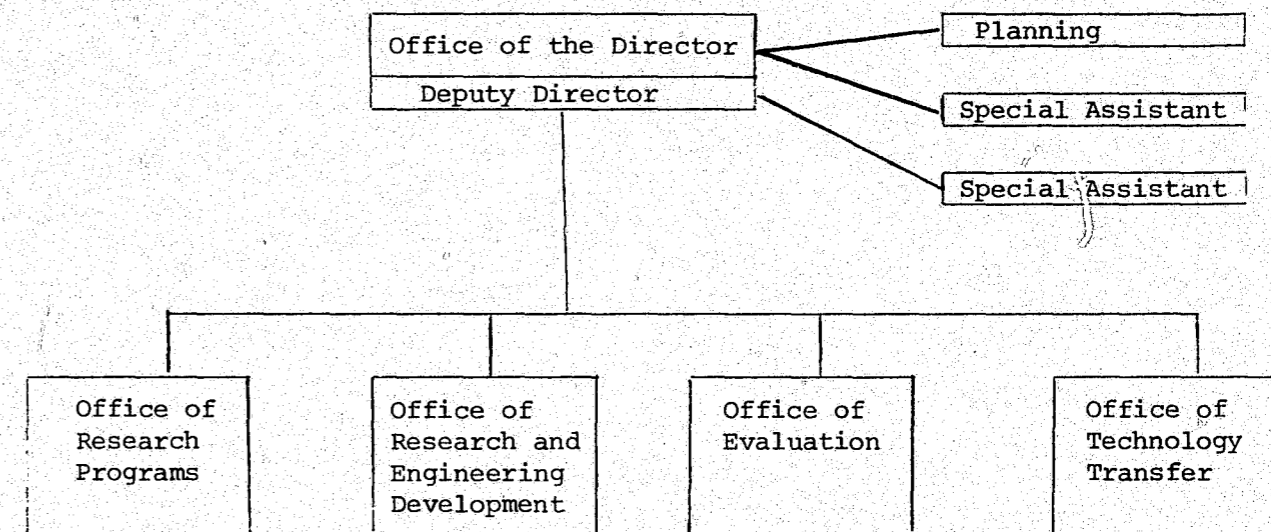 Office of the Director
Deputy Director
Planning
Special Assistant
Special Assistant
Office of
Research
Programs
Office of
Research and
Engineering
Development
Office of
Evaluation
Office of
Technology
Transfer